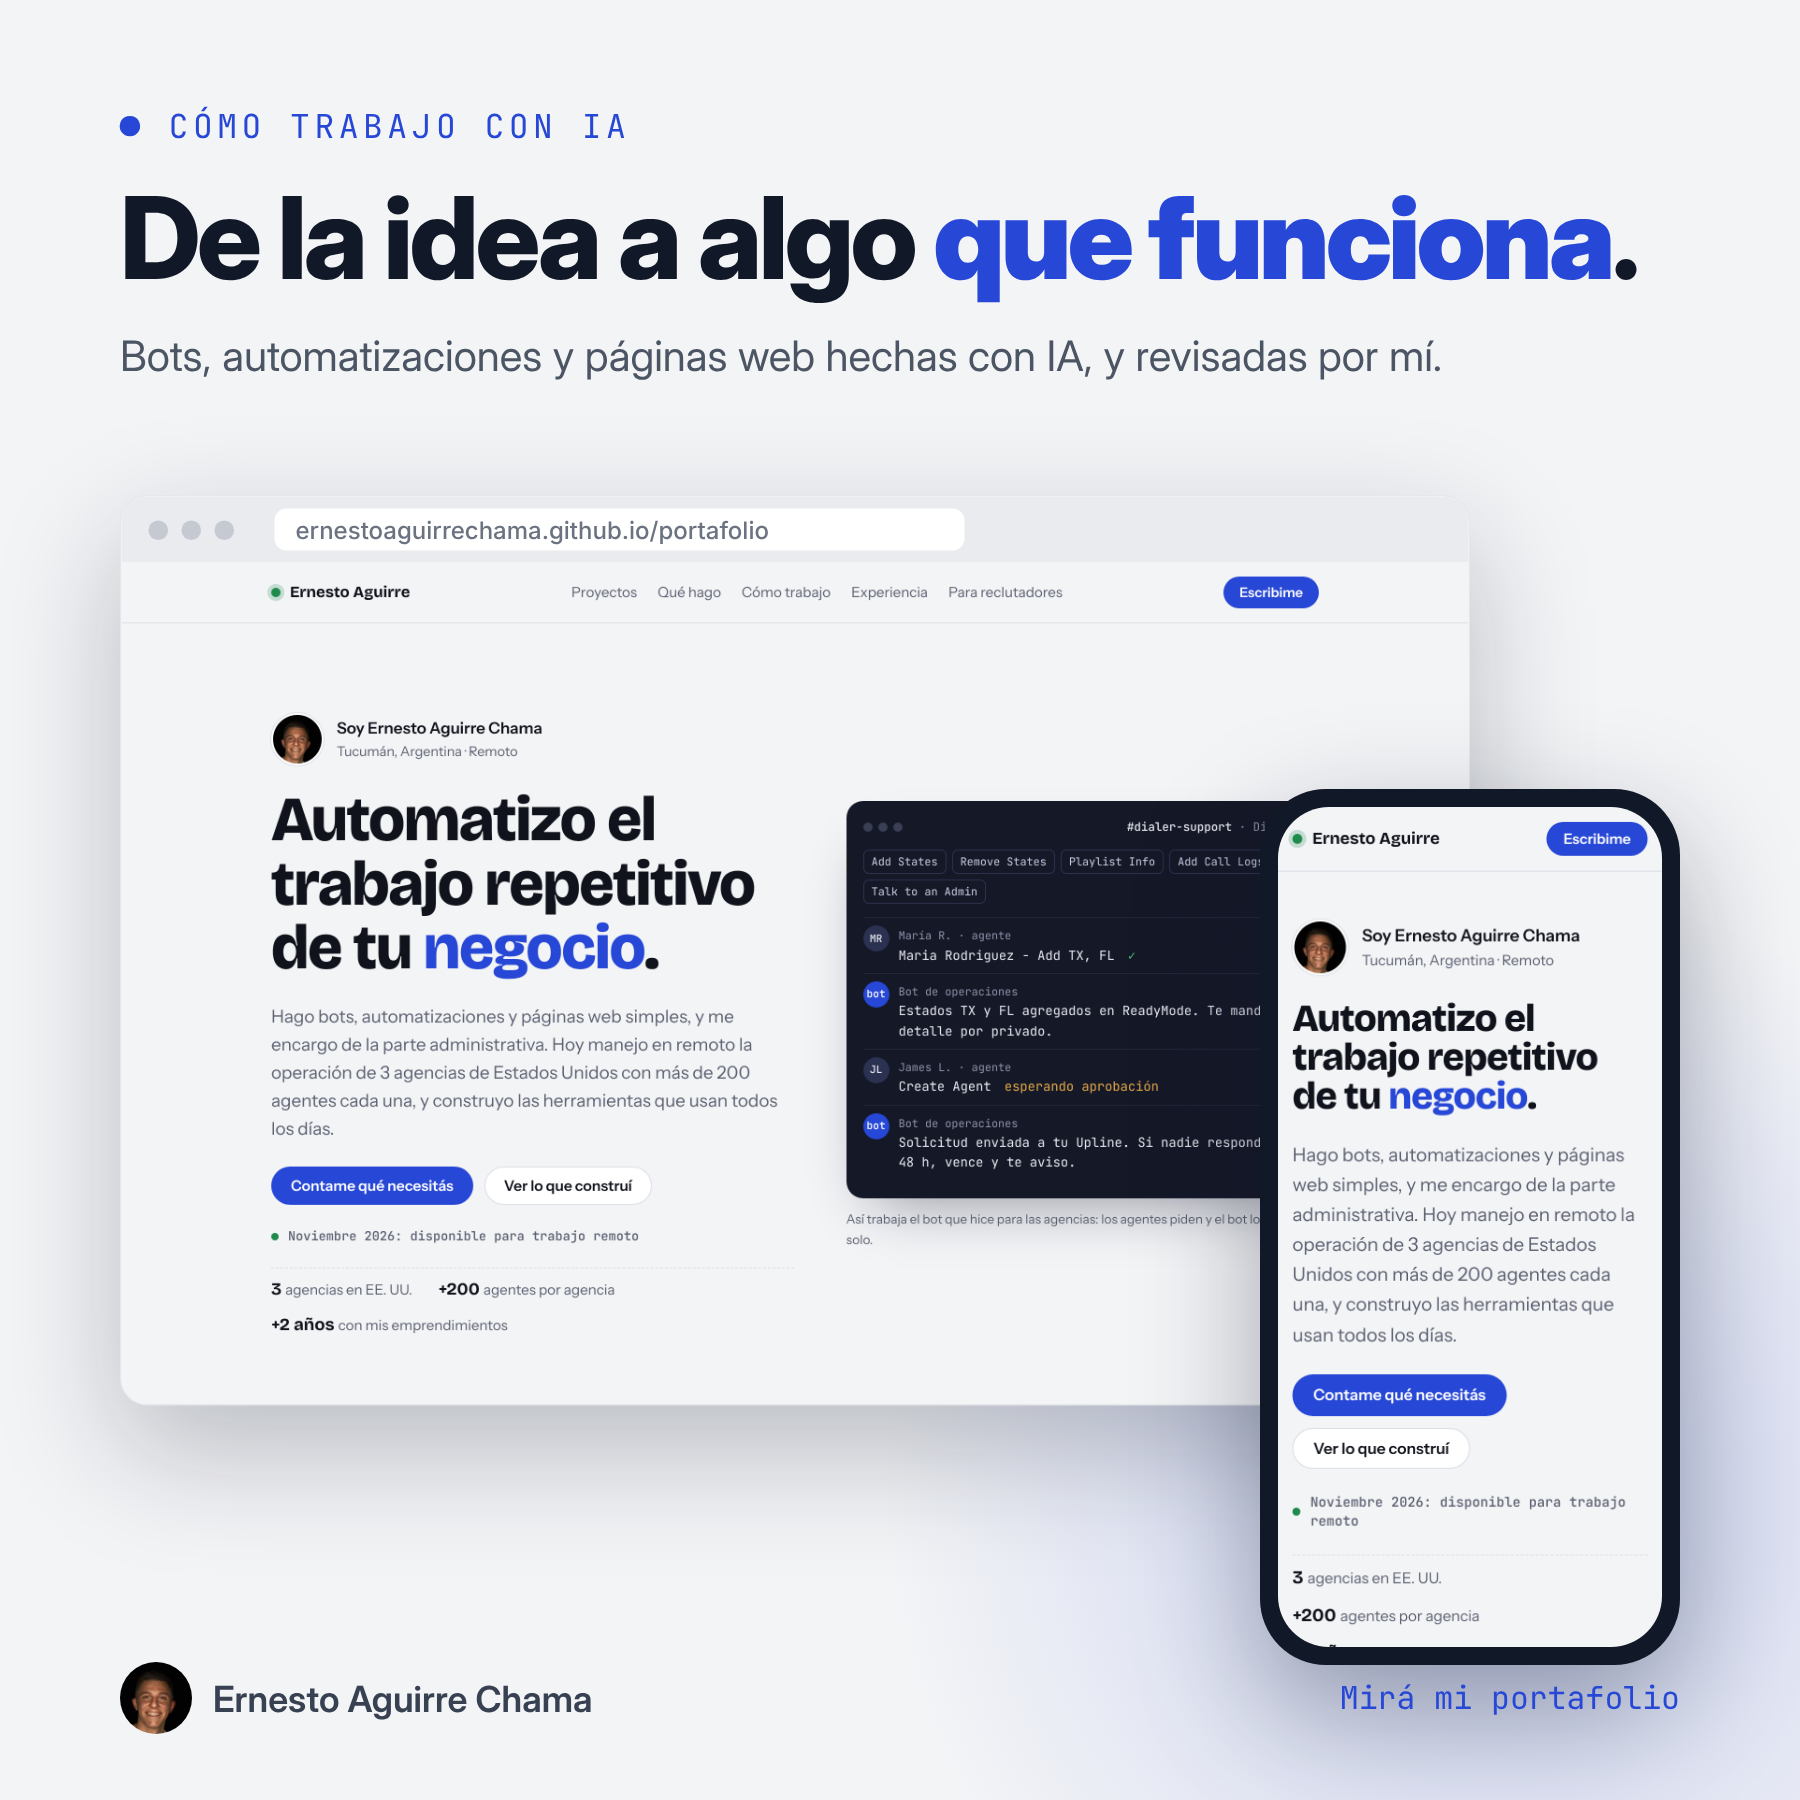 CÓMO TRABAJO CON IA
De la idea a algo que funciona.
Bots, automatizaciones y páginas web hechas con IA, y revisadas por mí.
ernestoaguirrechama.github.io/portafolio
Ernesto Aguirre
Proyectos Qué hago Cómo trabajo Experiencia Para reclutadores
Escribime
Soy Ernesto Aguirre Chama
Tucumán, Argentina · Remoto
Automatizo el
trabajo repetitivo
de tu negocio.
Hago bots, automatizaciones y páginas web simples, y me
encargo de la parte administrativa. Hoy manejo en remoto la
operación de 3 agencias de Estados Unidos con más de 200
agentes cada una, y construyo las herramientas que usan todos
los días.
Contame qué necesitás
Ver lo que construí
Noviembre 2026: disponible para trabajo remoto
3 agencias en EE. UU. +200 agentes por agencia
+2 años con mis emprendimientos
#dialer-support · Di
Add States Remove States Playlist Info Add Call Logs
Talk to an Admin
MR
María R. · agente
Maria Rodriguez - Add TX, FL ✓
bot
Bot de operaciones
Estados TX y FL agregados en ReadyMode. Te mand
detalle por privado.
JL
James L. · agente
Create Agent esperando aprobación
bot
Bot de operaciones
Solicitud enviada a tu Upline. Si nadie respond
48 h, vence y te aviso.
Así trabaja el bot que hice para las agencias: los agentes piden y el bot lo
solo.
Ernesto Aguirre
Escribime
Soy Ernesto Aguirre Chama
Tucumán, Argentina · Remoto
Automatizo el
trabajo repetitivo
de tu negocio.
Hago bots, automatizaciones y páginas
web simples, y me encargo de la parte
administrativa. Hoy manejo en remoto la
operación de 3 agencias de Estados
Unidos con más de 200 agentes cada
una, y construyo las herramientas que
usan todos los días.
Contame qué necesitás
Ver lo que construí
Noviembre 2026: disponible para trabajo
remoto
3 agencias en EE. UU.
+200 agentes por agencia
Ernesto Aguirre Chama
Mirá mi portafolio